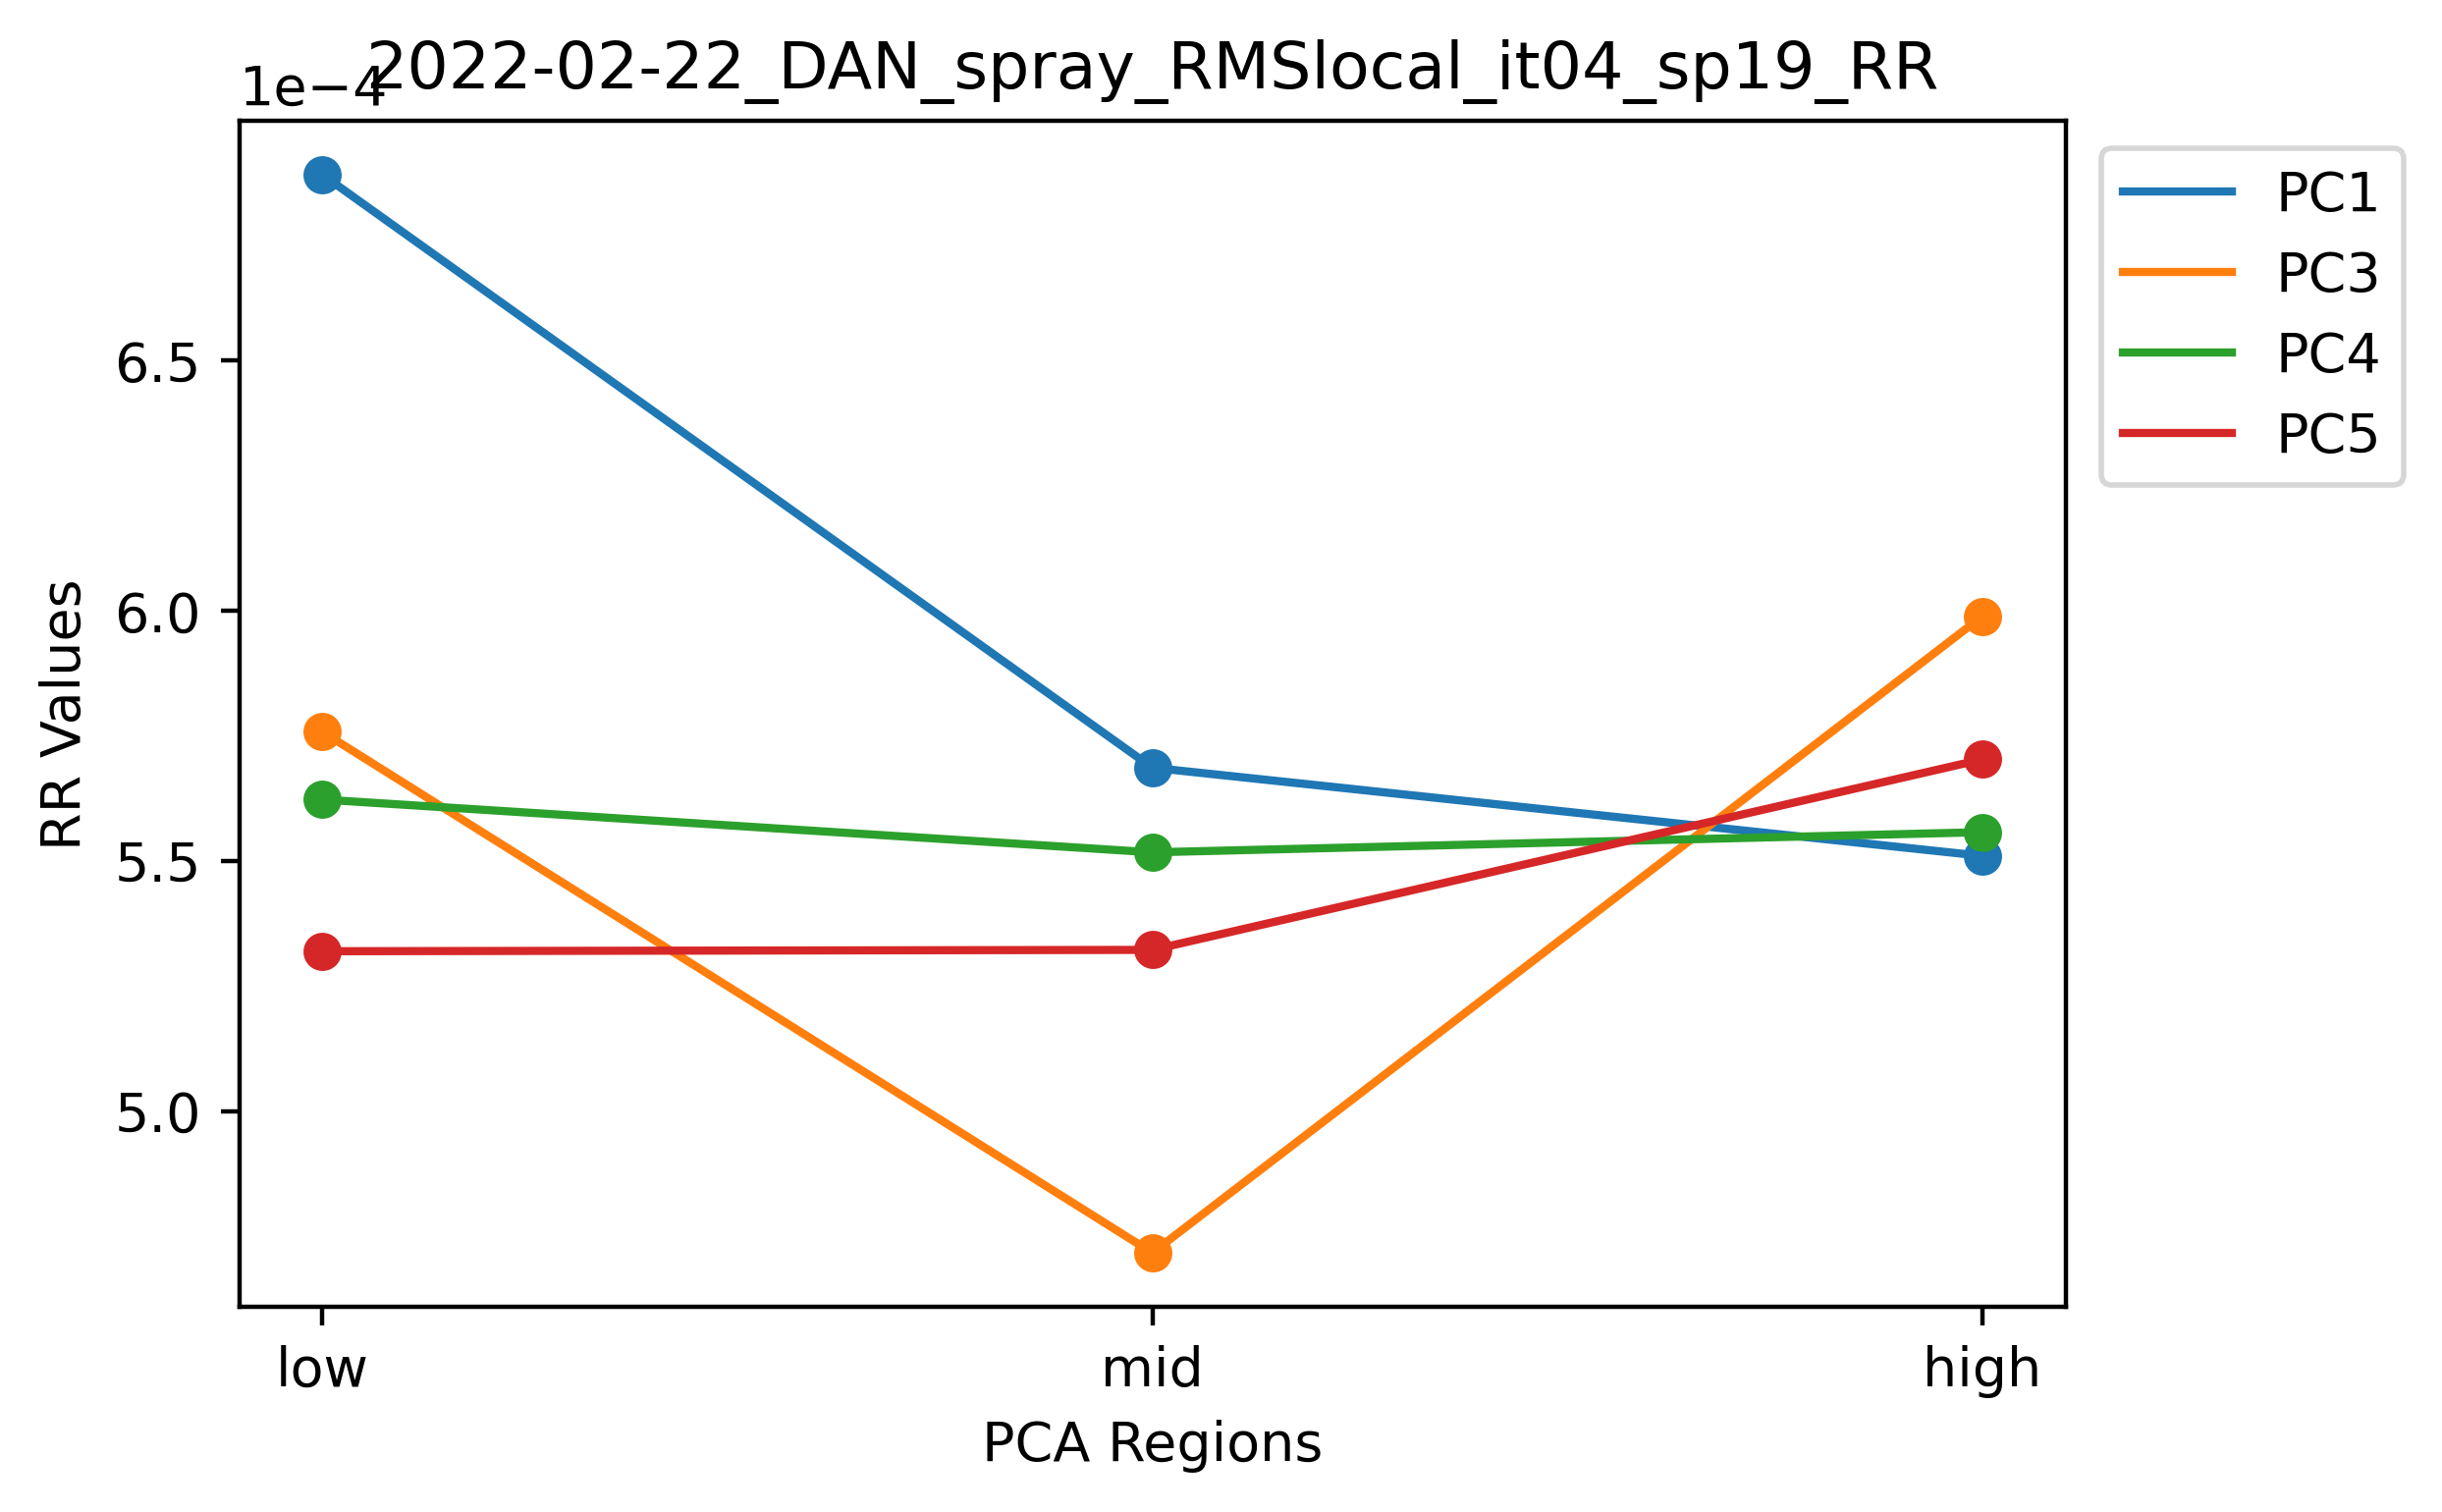 2022-02-22_DAN_spray_RMSlocal_it04_sp19_RR
1e−4
6.5
6.0
5.5
5.0
RR Values
low mid high
PCA Regions
PC1
PC3
PC4
PC5